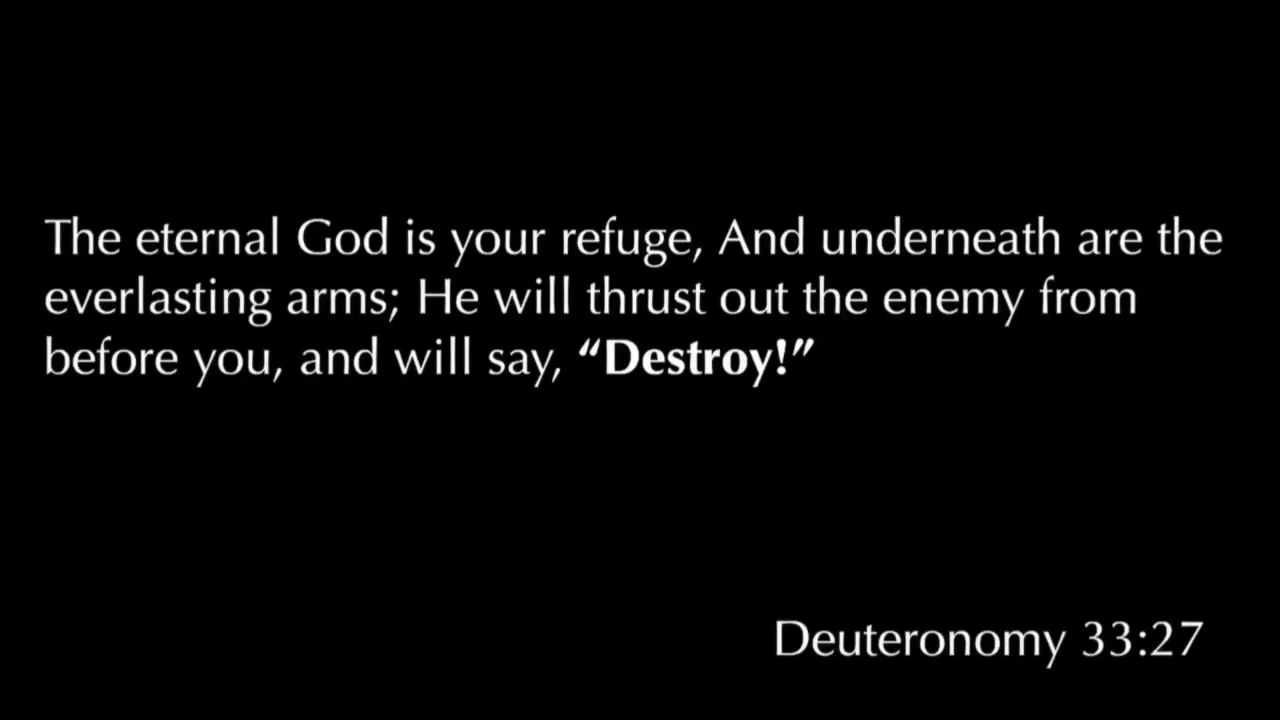 The eternal God is your refuge, And underneath are the
everlasting arms; He will thrust out the enemy from
before you, and will say, “Destroy!”
Deuteronomy 33:27